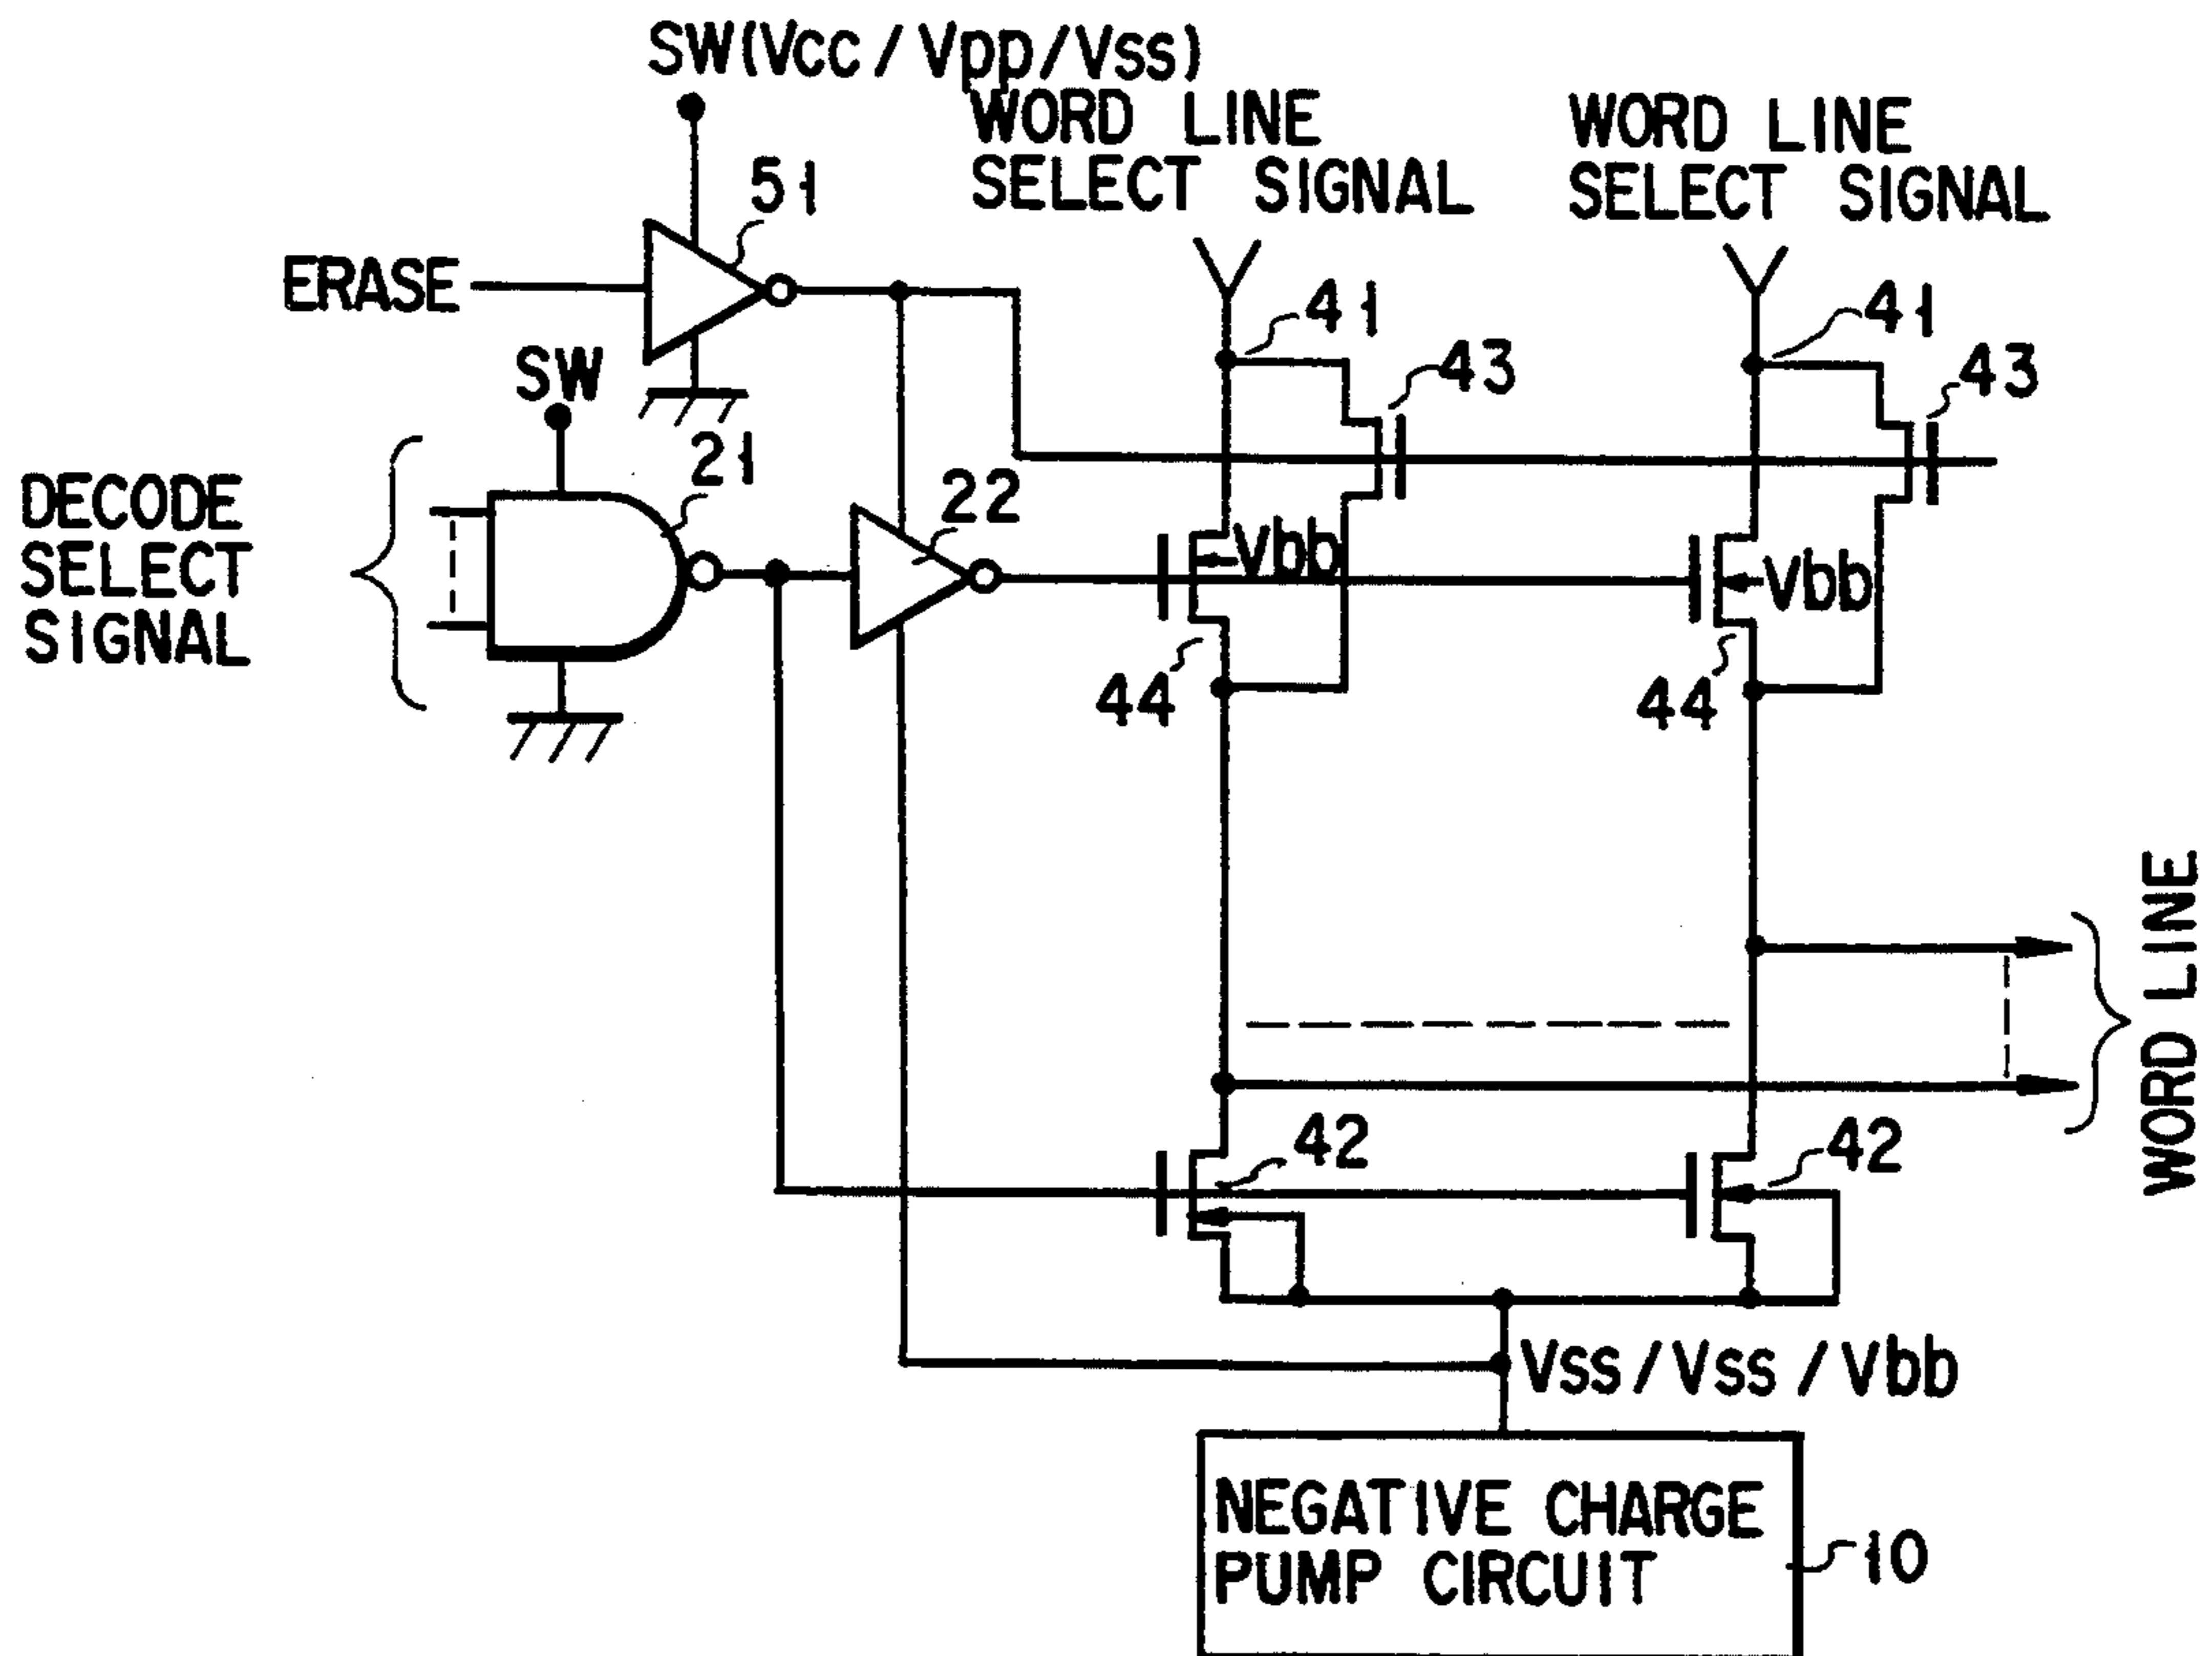 SW(VCC/Vpp/VSS)
WORD LINE
SELECT SIGNAL
WORD LINE
SELECT SIGNAL
51
ERASE
41
41
SW
43
43
21
22
DECODE
SELECT
SIGNAL
Vbb
Vbb
44
44
WORD LINE
42
42
VSS/VSS/Vbb
NEGATIVE CHARGE
PUMP CIRCUIT
10